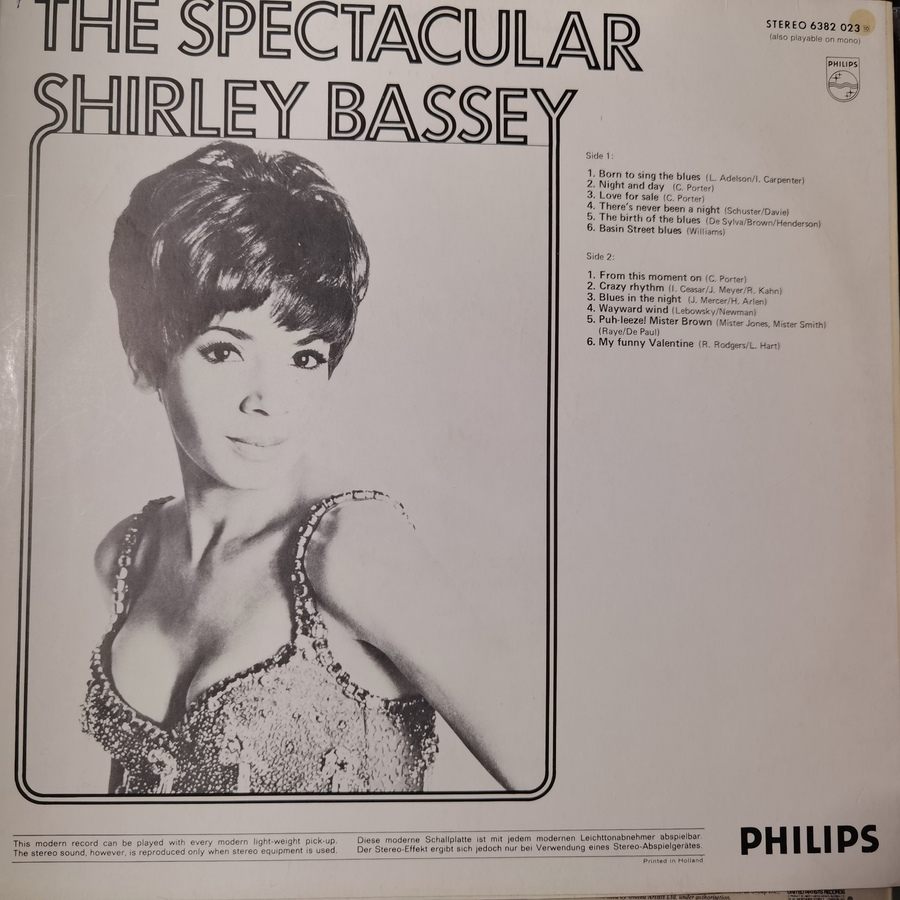 THE SPECTACULAR
SHIRLEY BASSEY
STEREO 6382 023
(also playable on mono)
PHILIPS
Side 1:
1. Born to sing the blues (L. Adelson/I. Carpenter)
2. Night and day (C. Porter)
3. Love for sale (C. Porter)
4. There's never been a night (Schuster/Davie)
5. The birth of the blues (De Sylva/Brown/Henderson)
6. Basin Street blues (Williams)
Side 2:
1. From this moment on (C. Porter)
2. Crazy rhythm (I. Ceasar/J. Meyer/R. Kahn)
3. Blues in the night (J. Mercer/H. Arlen)
4. Wayward wind (Lebowsky/Newman)
5. Puh-leeze! Mister Brown (Mister Jones, Mister Smith)
(Raye/De Paul)
6. My funny Valentine (R. Rodgers/L. Hart)
This modern record can be played with every modern light-weight pick-up.
The stereo sound, however, is reproduced only when stereo equipment is used.
Diese moderne Schallplatte ist mit jedem modernen Leichttonabnehmer abspielbar.
Der Stereo-Effekt ergibt sich jedoch nur bei Verwendung eines Stereo-Abspielgerätes.
Printed in Holland
PHILIPS
UNITED ARTISTS RECORDS